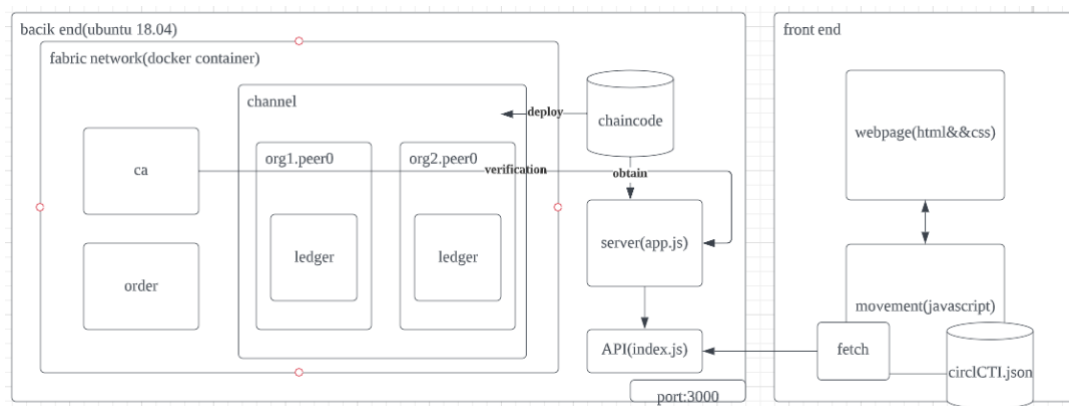 bacik end(ubuntu 18.04)
fabric network(docker container)
channel
ca
order
org1.peer0
ledger
org2.peer0
ledger
deploy
chaincode
verification
obtain
server(app.js)
API(index.js)
port:3000
front end
webpage(html&&css)
movement(javascript)
fetch
circlCTI.json